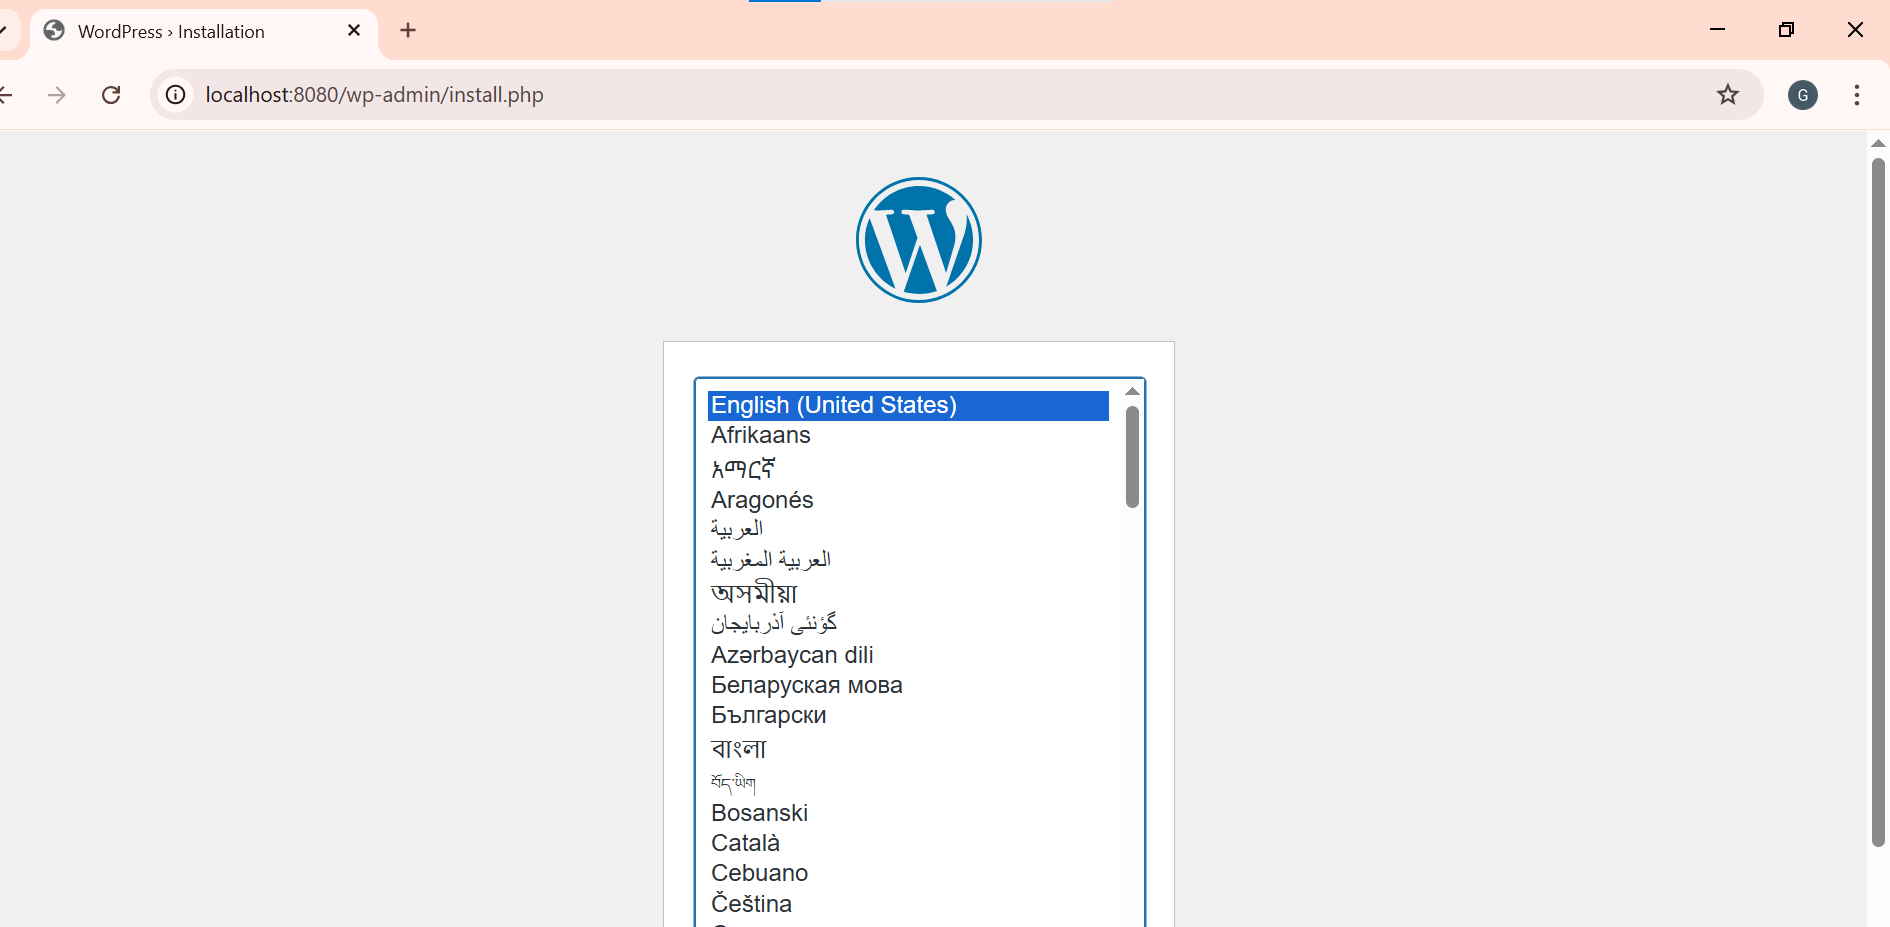 WordPress › Installation
localhost:8080/wp-admin/install.php
G
English (United States)
Afrikaans
አማርኛ
Aragonés
العربية
العربية المغربية
অসমীয়া
گؤنئی آذربایجان
Azərbaycan dili
Беларуская мова
Български
বাংলা
བོད་ཡིག
Bosanski
Català
Cebuano
Čeština